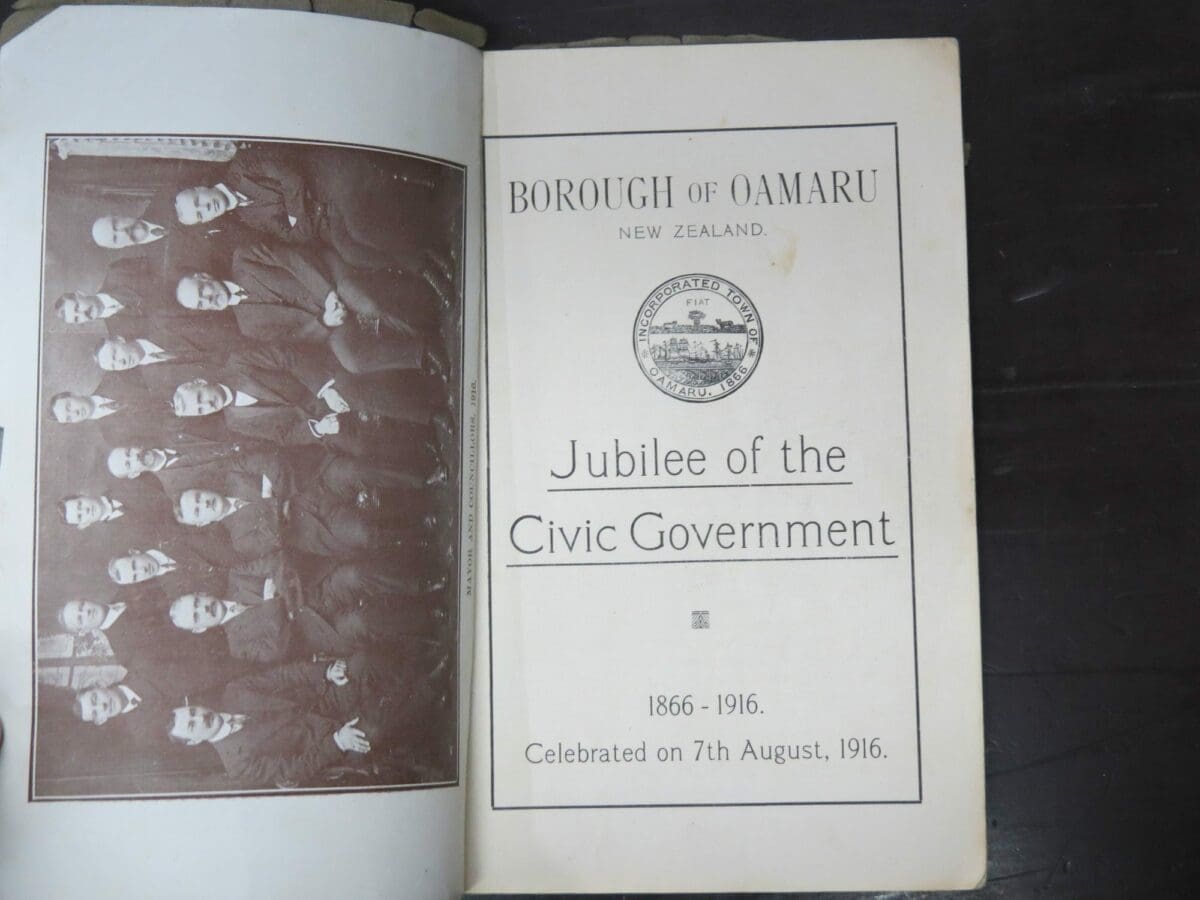 MAYOR AND COUNCILLORS, 1916.
BOROUGH OF OAMARU
NEW ZEALAND.
INCORPORATED TOWN OF
FIAT
OAMARU, 1866
Jubilee of the
Civic Government
1866 - 1916.
Celebrated on 7th August, 1916.